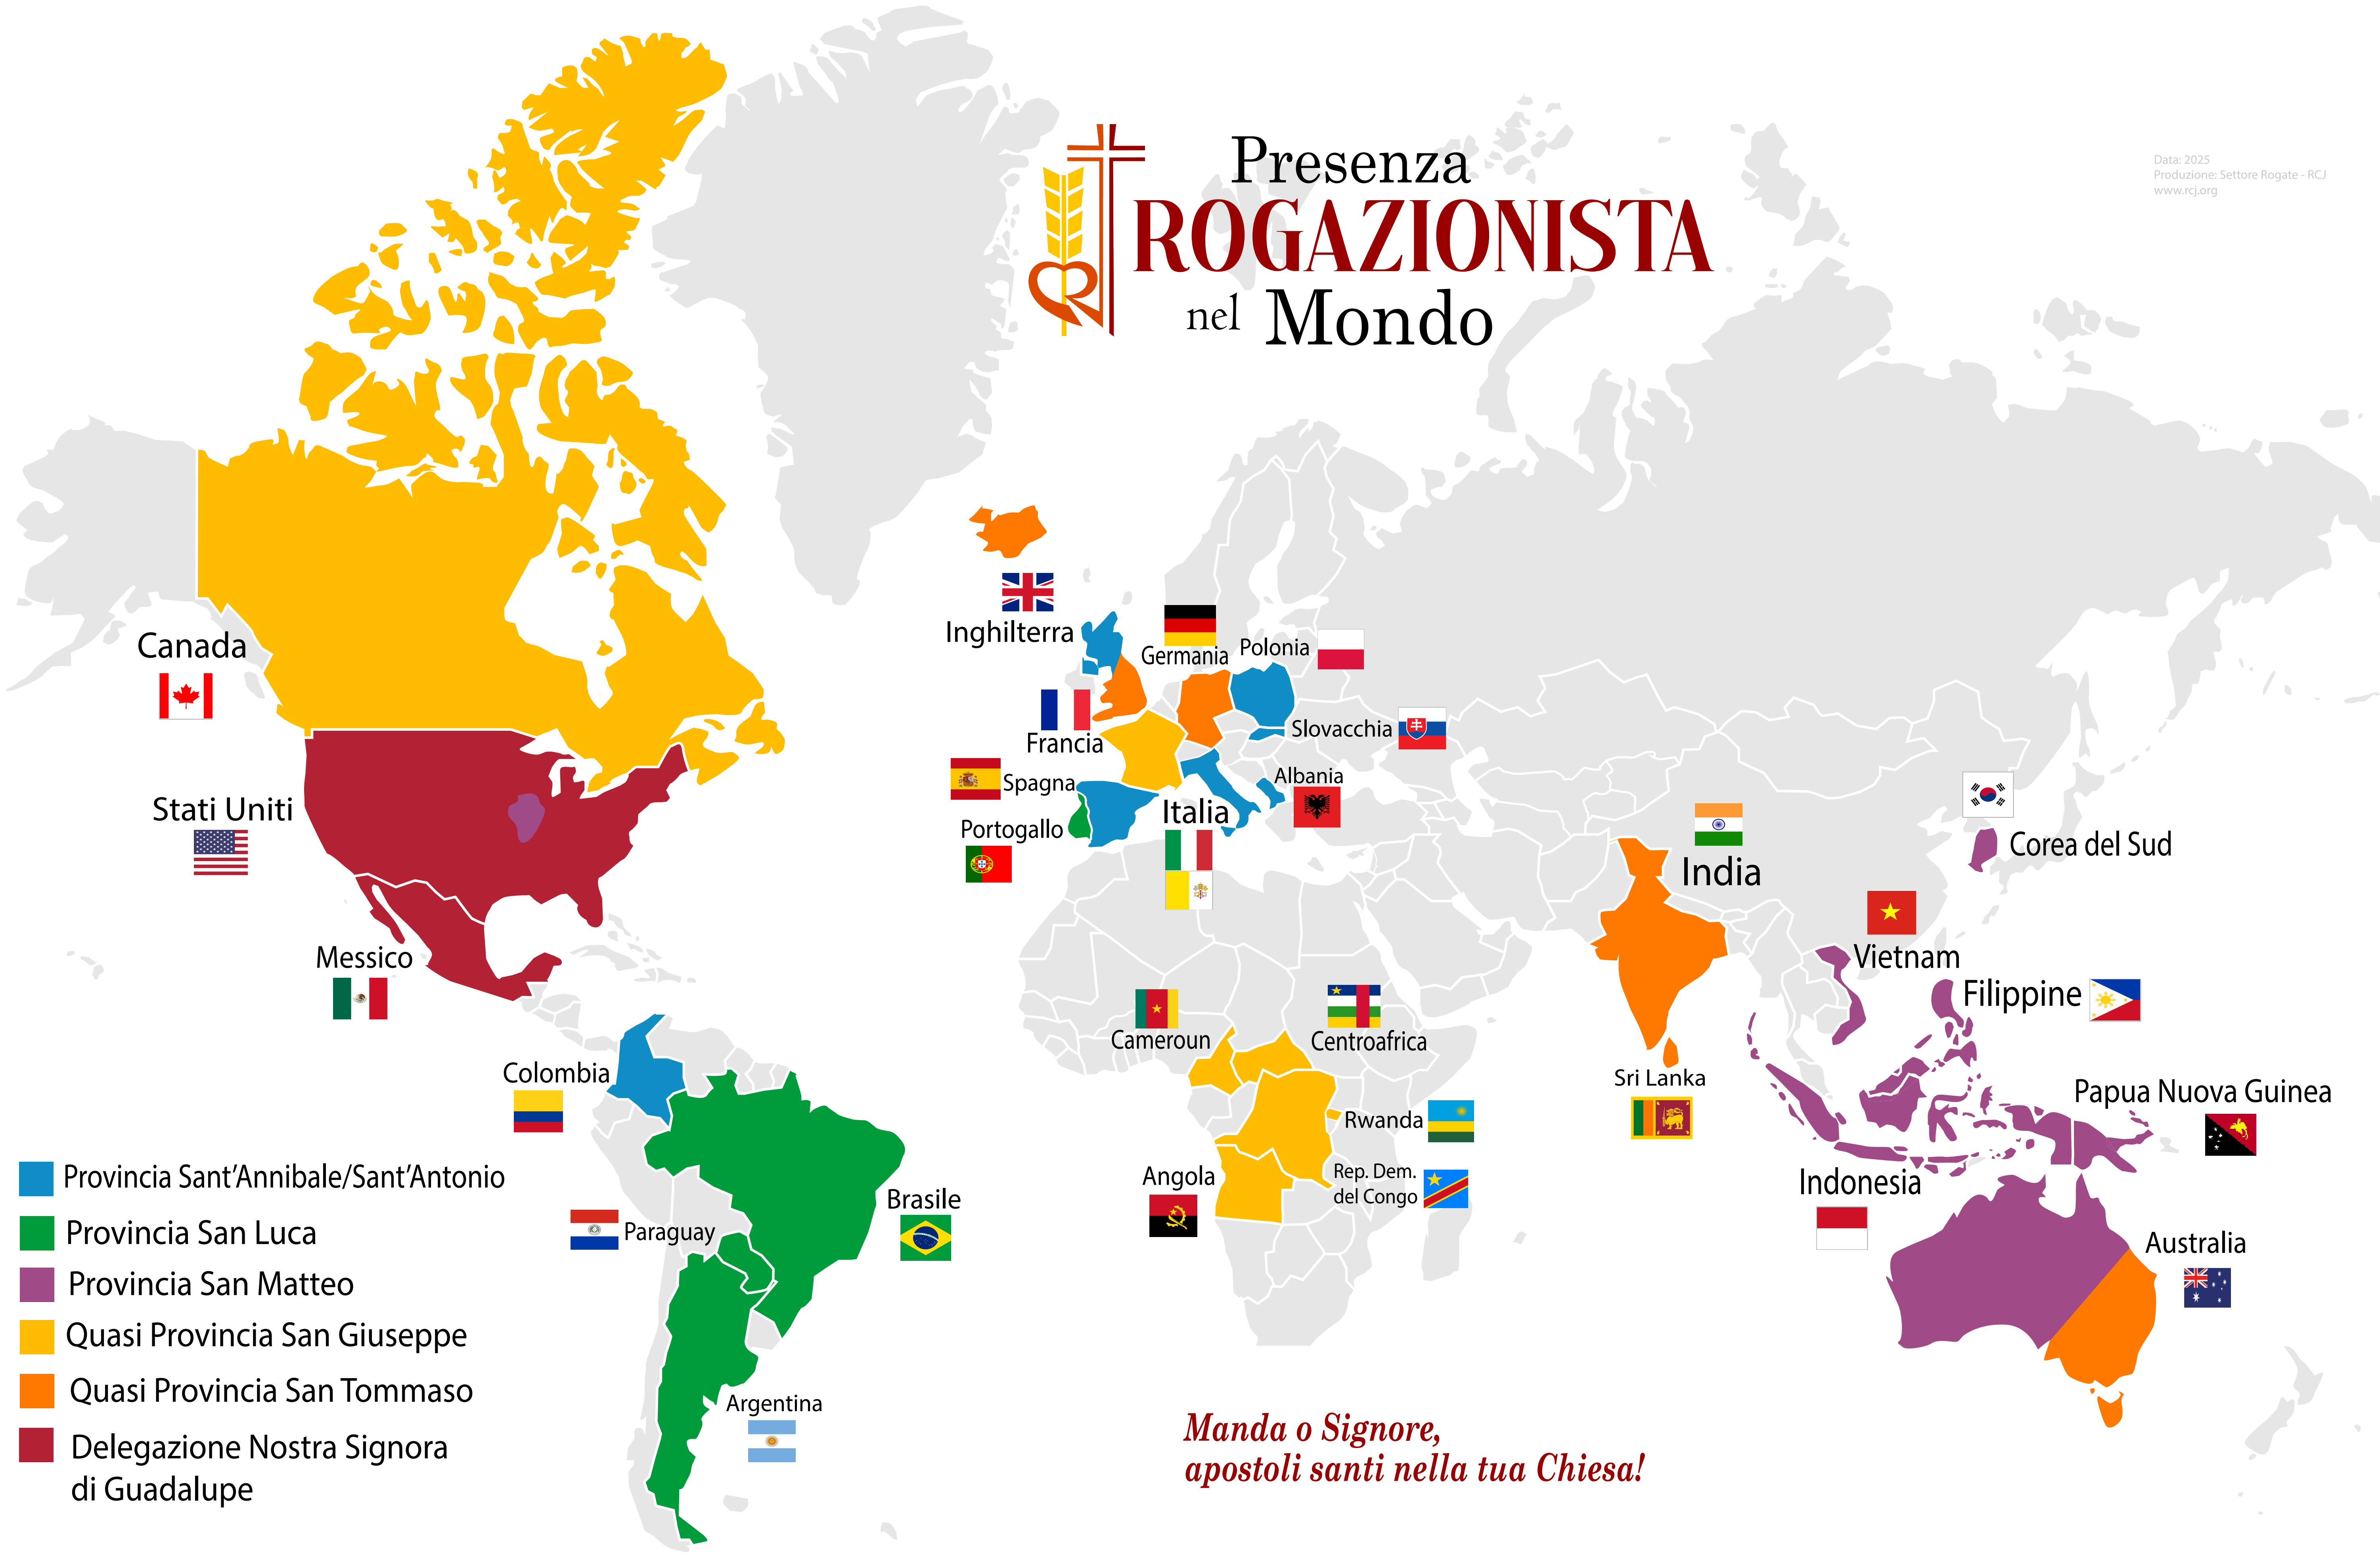 Presenza
ROGAZIONISTA
nel Mondo
Data: 2025
Produzione: Settore Rogate - RCJ
www.rcj.org
Canada
Stati Uniti
Messico
Inghilterra
Germania
Polonia
Francia
Slovacchia
Spagna
Albania
Italia
Portogallo
India
Corea del Sud
Vietnam
Filippine
Cameroun
Centroafrica
Colombia
Sri Lanka
Papua Nuova Guinea
Rwanda
Angola
Rep. Dem.
del Congo
Indonesia
Brasile
Paraguay
Australia
Argentina
Provincia Sant'Annibale/Sant'Antonio
Provincia San Luca
Provincia San Matteo
Quasi Provincia San Giuseppe
Quasi Provincia San Tommaso
Delegazione Nostra Signora
di Guadalupe
Manda o Signore,
apostoli santi nella tua Chiesa!